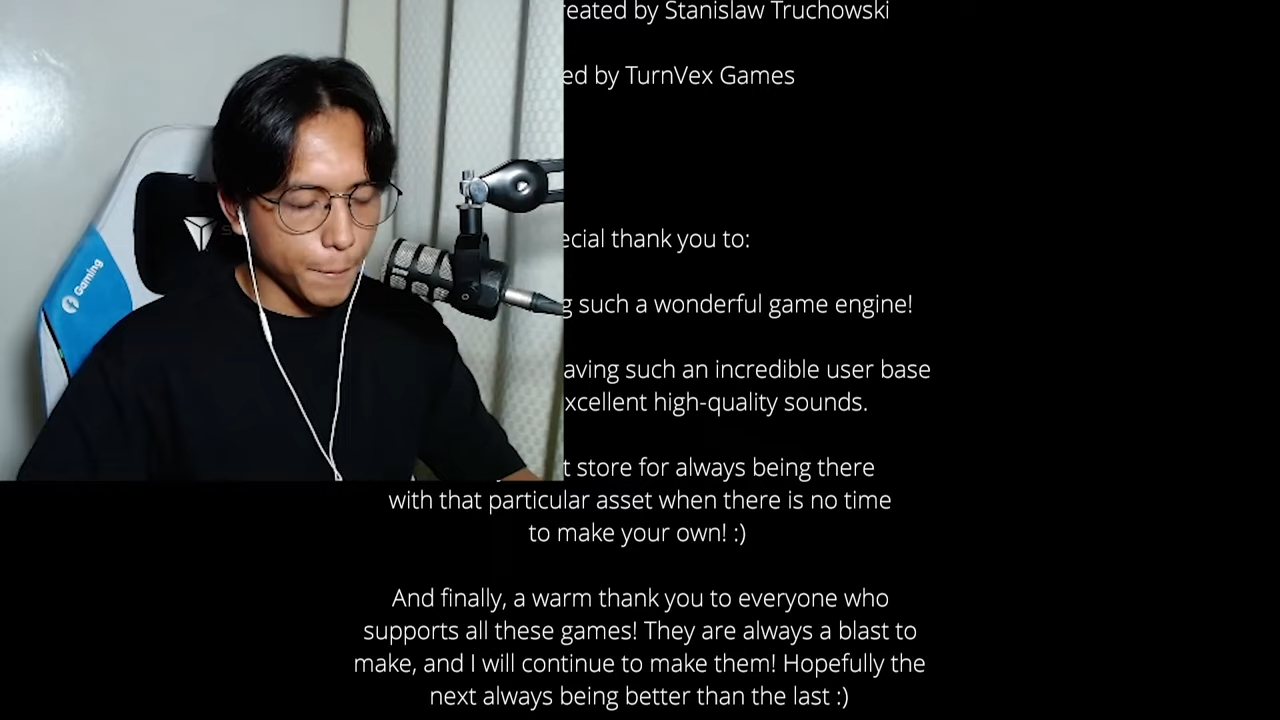 reated by Stanislaw Truchowski
ed by TurnVex Games
ecial thank you to:
g such a wonderful game engine!
aving such an incredible user base
xcellent high-quality sounds.
t store for always being there
with that particular asset when there is no time
to make your own! :)
And finally, a warm thank you to everyone who
supports all these games! They are always a blast to
make, and I will continue to make them! Hopefully the
next always being better than the last :)
Gaming